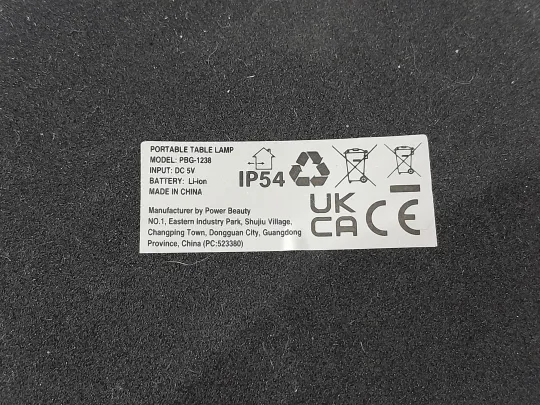 PORTABLE TABLE LAMP
MODEL: PBG-1238
INPUT: DC 5V
BATTERY: Li-ion
MADE IN CHINA
IP54
Manufacturer by Power Beauty
NO.1, Eastern Industry Park, Shujiu Village,
Changping Town, Dongguan City, Guangdong
Province, China (PC:523380)
UK
CA
CE